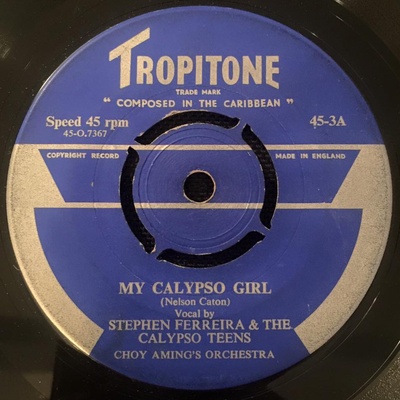 TROPITONE
TRADE MARK
"COMPOSED IN THE CARIBBEAN"
Speed 45 rpm 45-3A
45-O.7367
COPYRIGHT RECORD MADE IN ENGLAND
MY CALYPSO GIRL
(Nelson Caton)
Vocal by
STEPHEN FERREIRA & THE
CALYPSO TEENS
CHOY AMING'S ORCHESTRA